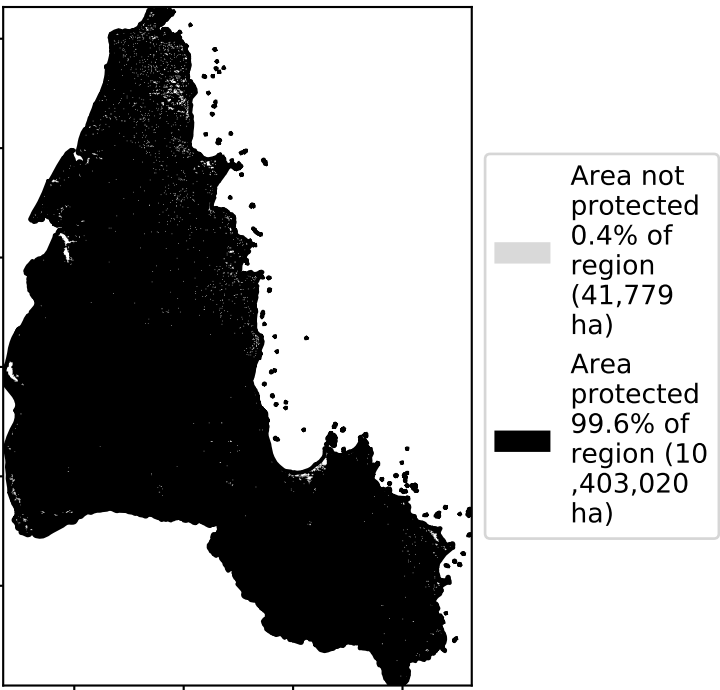 Area not
protected
0.4% of
region
(41,779
ha)
Area
protected
99.6% of
region (10
,403,020
ha)